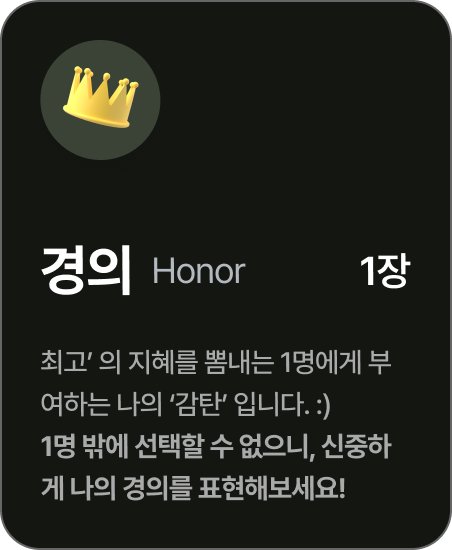 경의 Honor 1장
최고’ 의 지혜를 뽐내는 1명에게 부
여하는 나의 ‘감탄’ 입니다. :)
1명 밖에 선택할 수 없으니, 신중하
게 나의 경의를 표현해보세요!